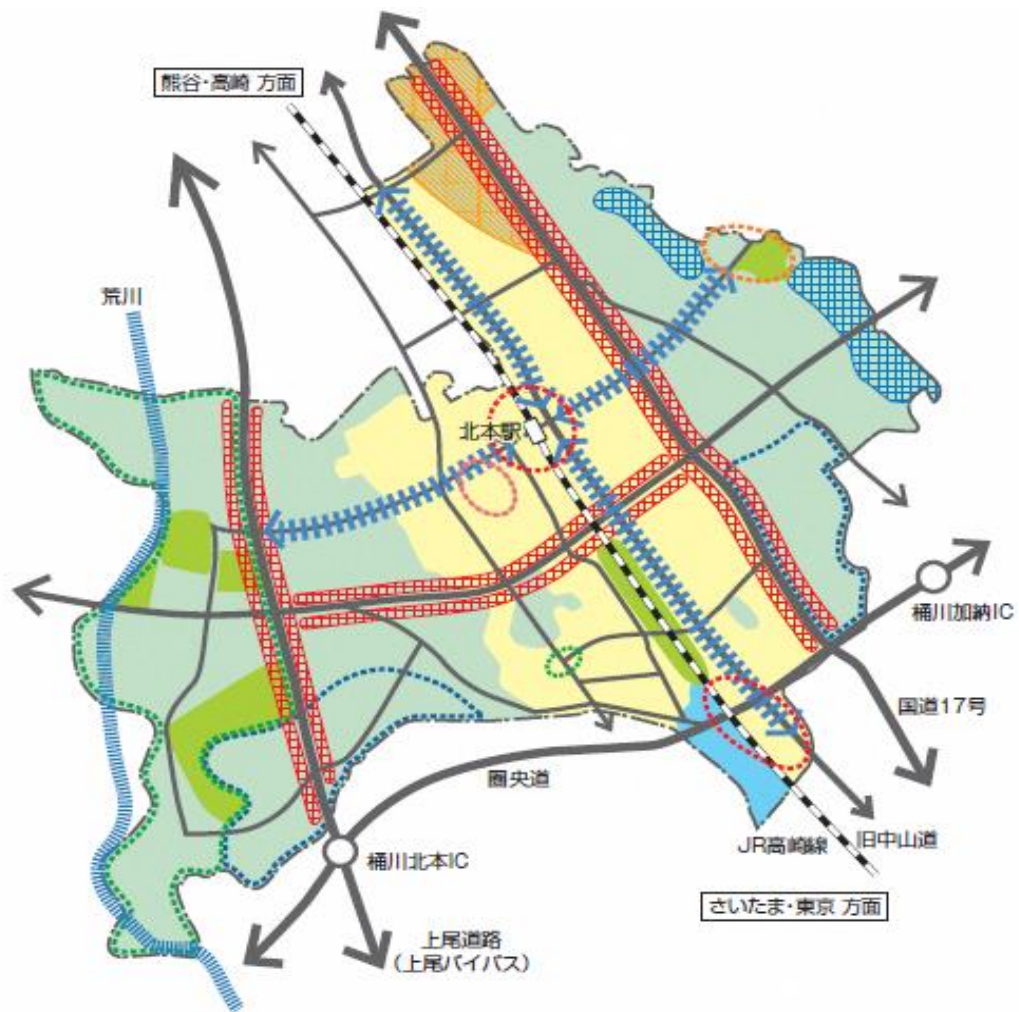 熊谷・高崎 方面
荒川
北本駅
桶川加納IC
国道17号
圏央道
JR高崎線
旧中山道
桶川北本IC
さいたま・東京 方面
上尾道路
(上尾バイパス)